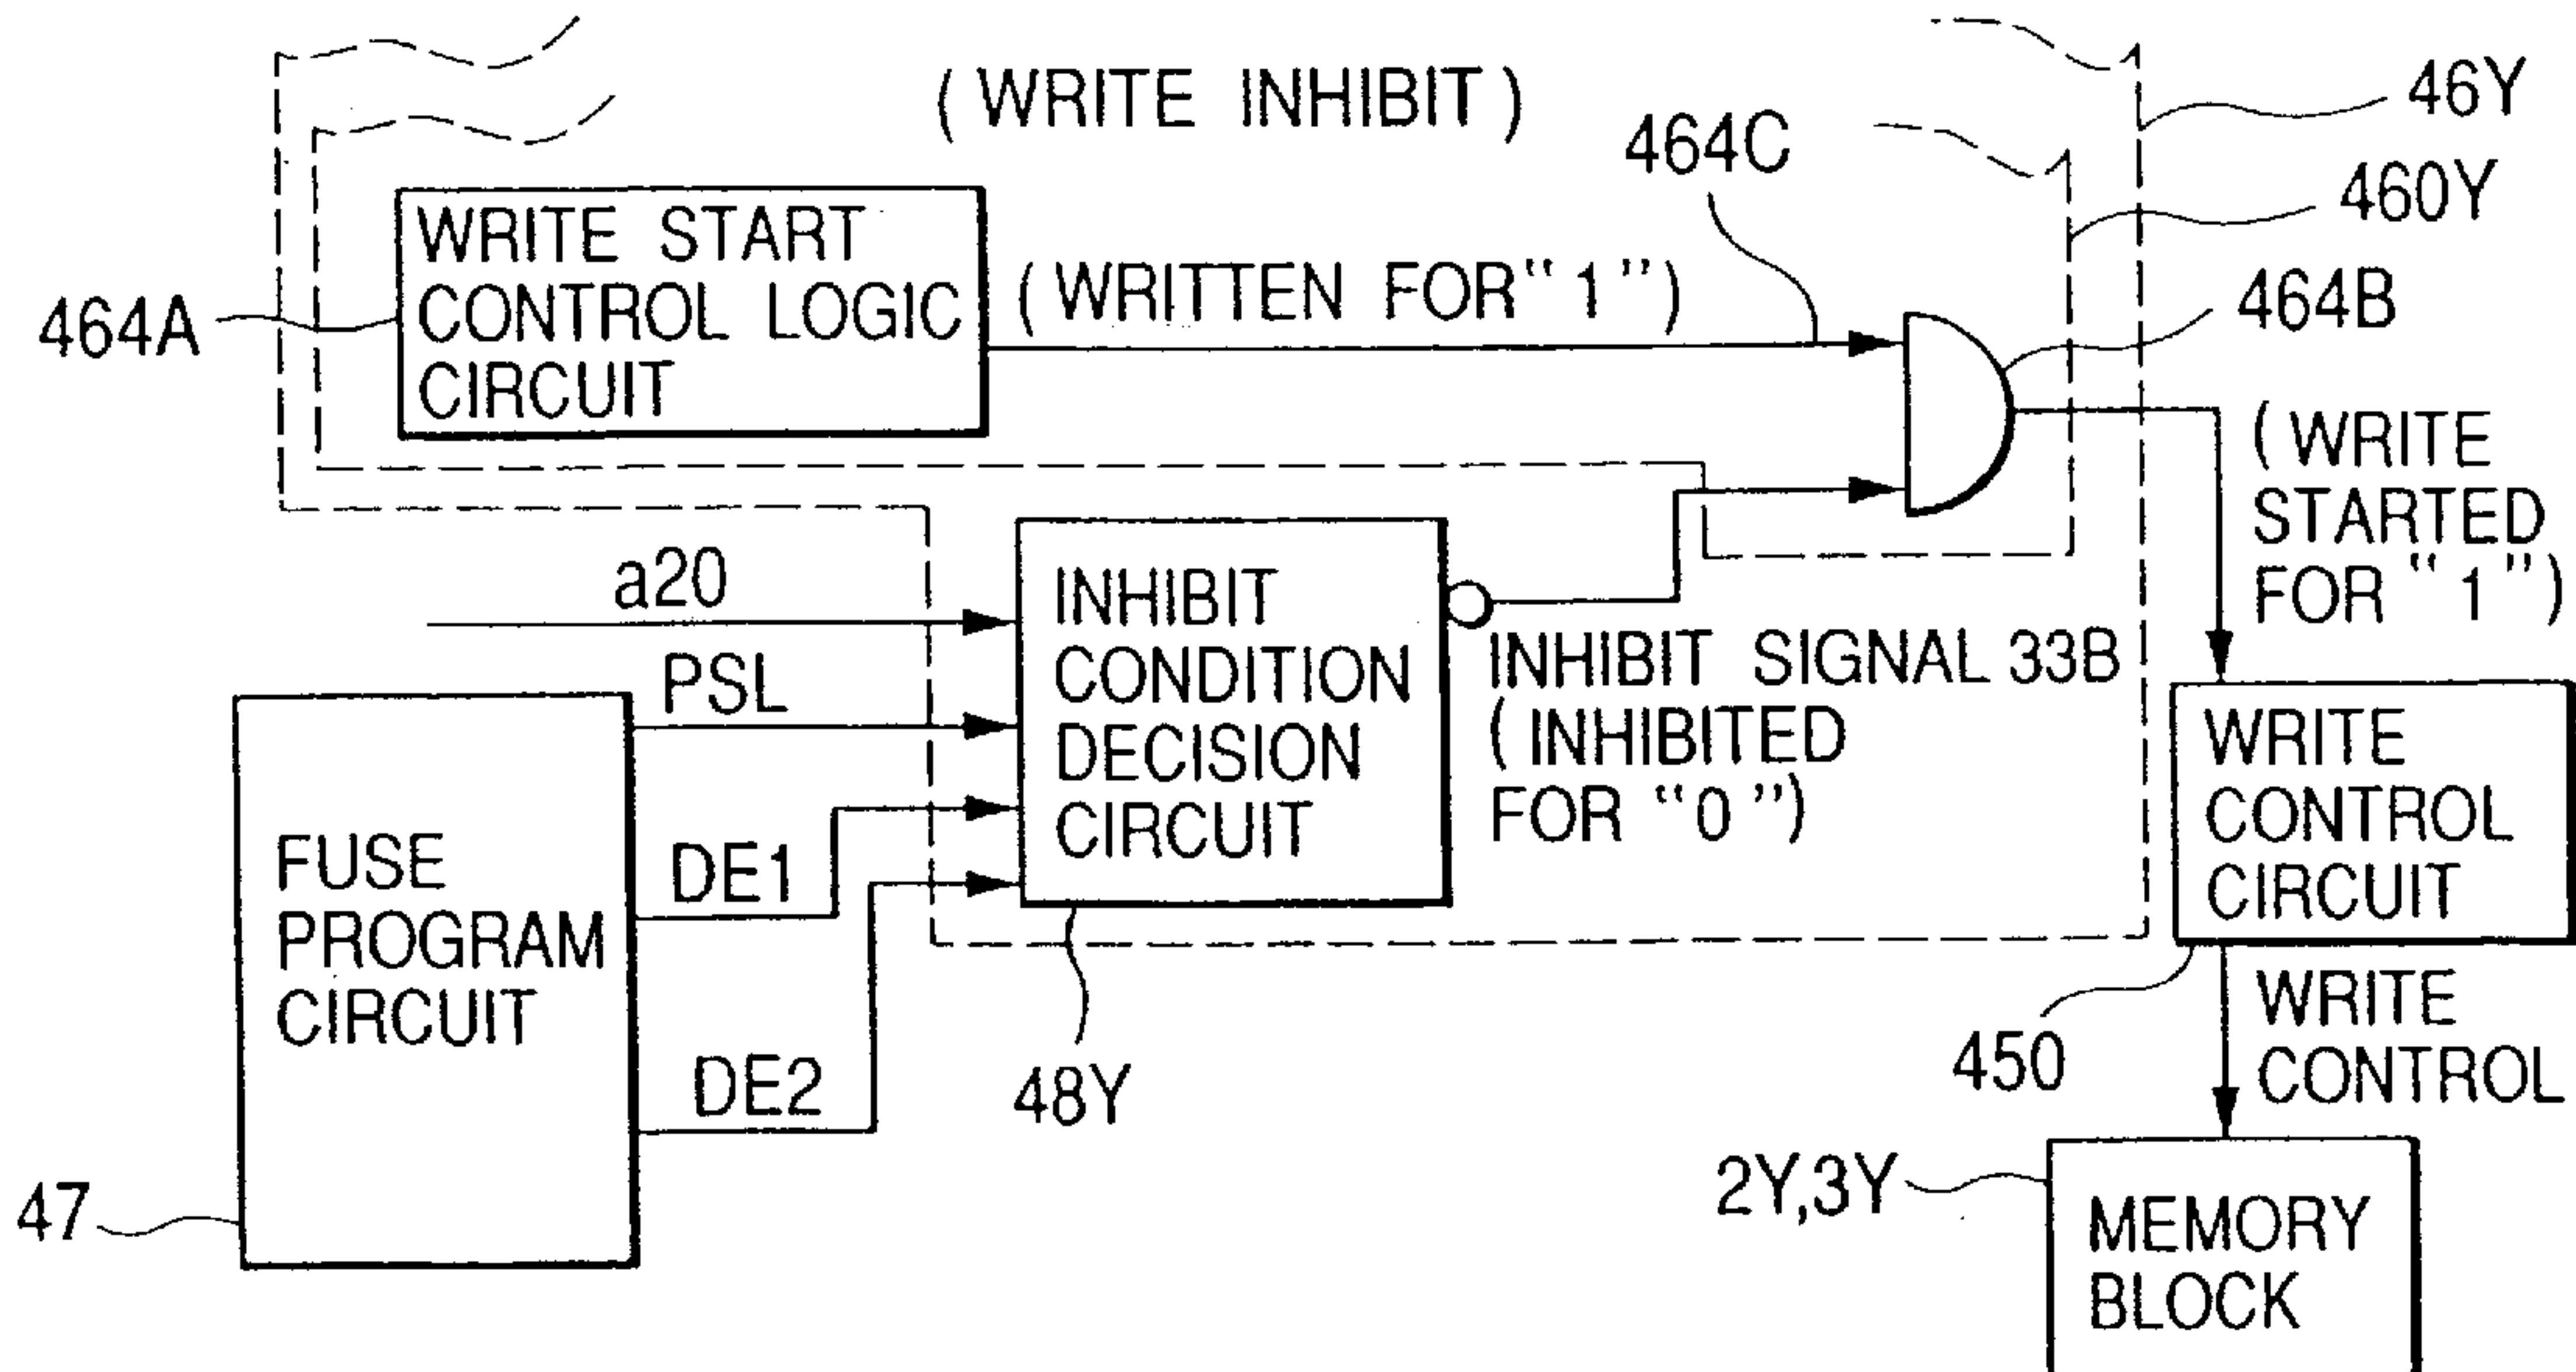 ( WRITE INHIBIT )
46Y
464C
460Y
WRITE START
CONTROL LOGIC
CIRCUIT
464A
( WRITTEN FOR "1" )
464B
( WRITE
STARTED
FOR "1" )
a20
PSL
DE1
DE2
INHIBIT
CONDITION
DECISION
CIRCUIT
INHIBIT SIGNAL 33B
( INHIBITED
FOR "0" )
FUSE
PROGRAM
CIRCUIT
47
48Y
WRITE
CONTROL
CIRCUIT
450
WRITE
CONTROL
2Y,3Y
MEMORY
BLOCK